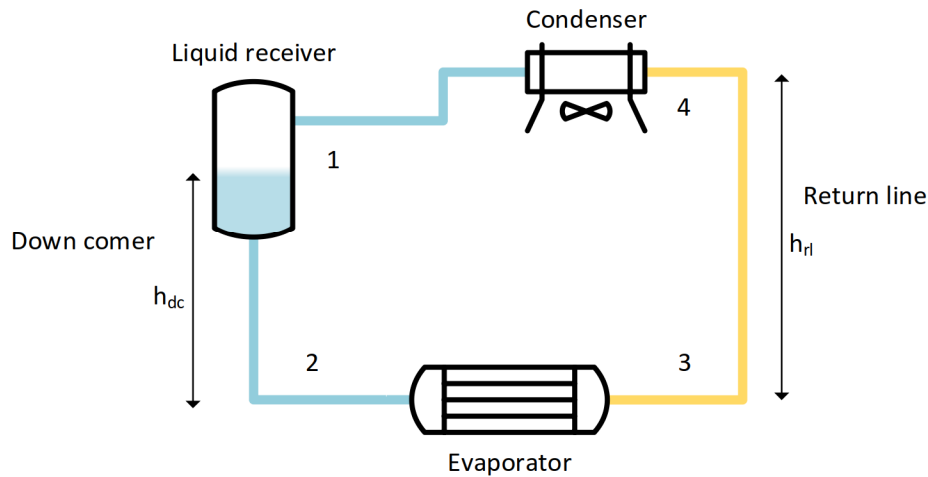 Condenser
Liquid receiver
4
1
Return line
Down comer
hrl
hdc
2
3
Evaporator